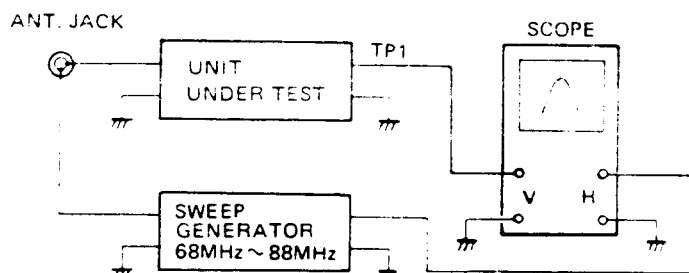 ANT. JACK
SCOPE
TP1
UNIT
UNDER TEST
V H
SWEEP
GENERATOR
68MHz~88MHz